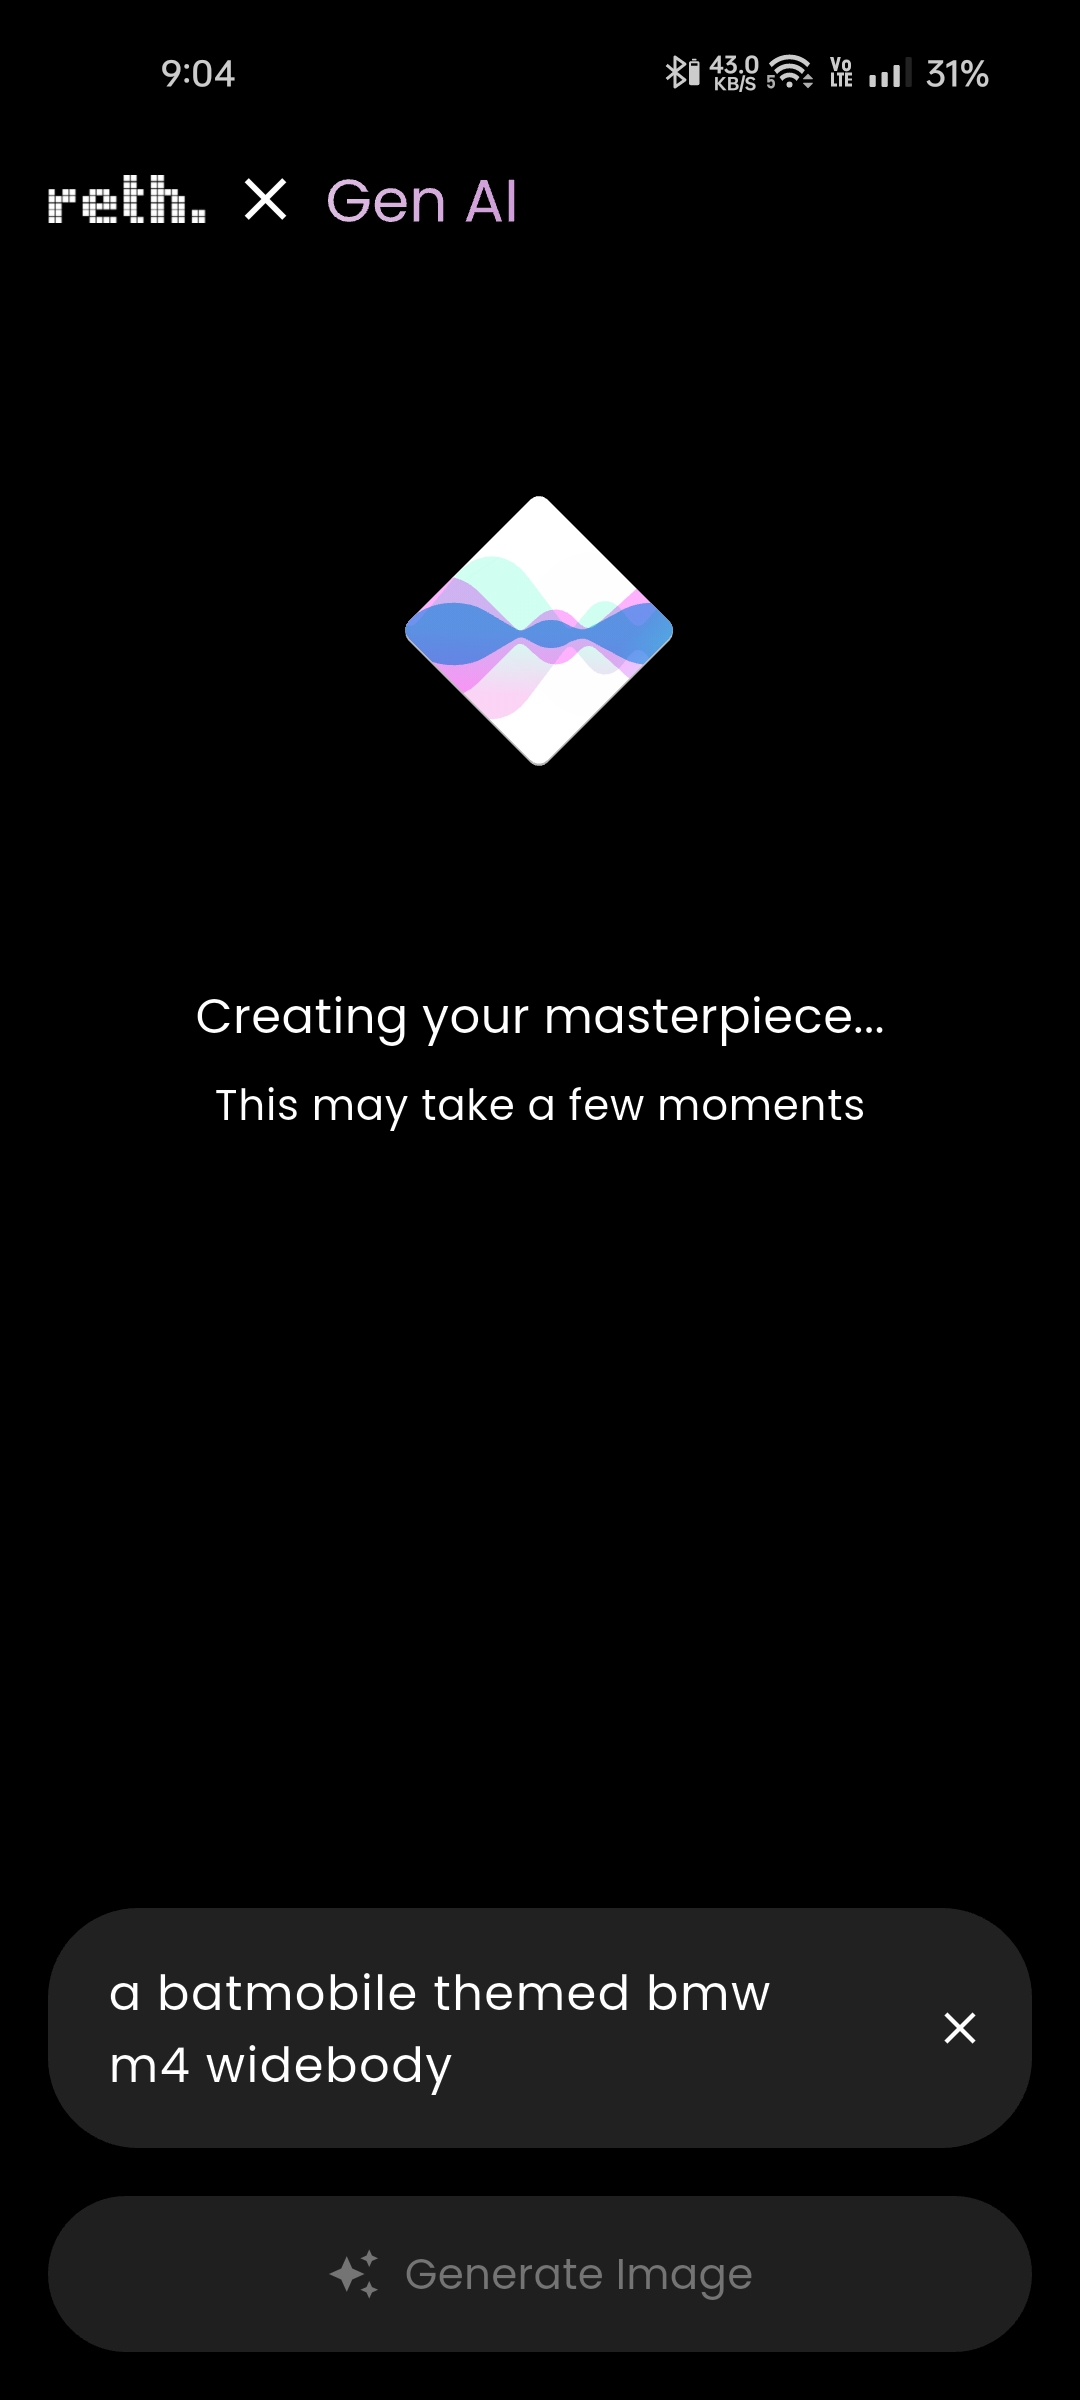 9:04 43.0 KB/S 5 Vo LTE 31%
reth. × Gen AI
Creating your masterpiece...
This may take a few moments
a batmobile themed bmw
m4 widebody
Generate Image